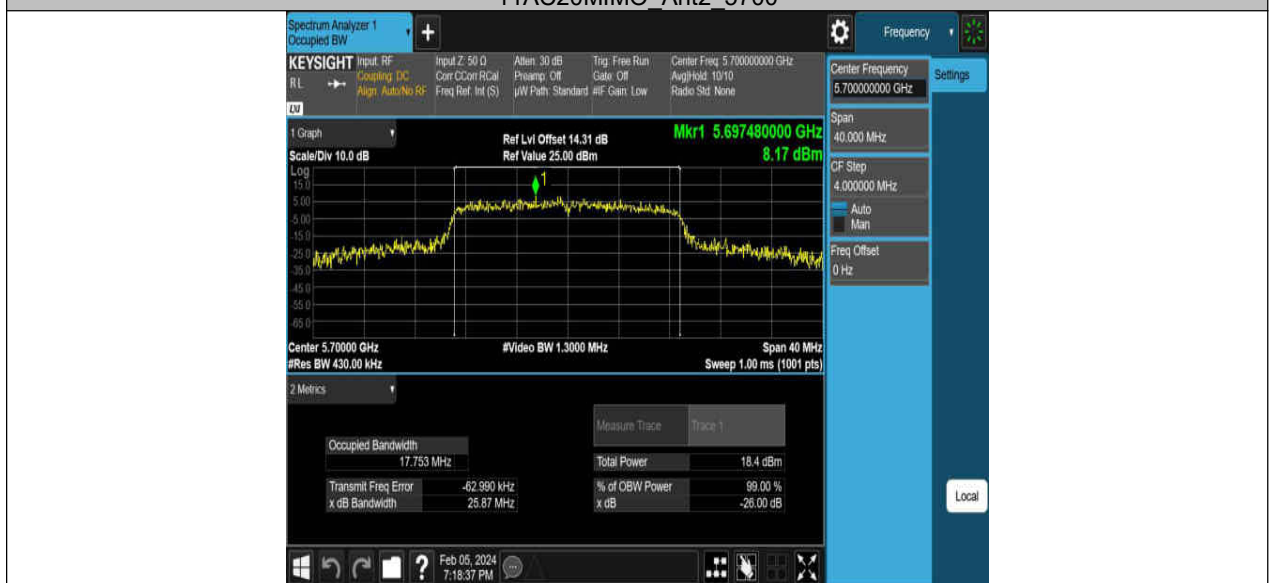 11AC20MIMO_Ant2_5700
Spectrum Analyzer 1
Occupied BW
+
Frequency
KEYSIGHT
RL
LXI
Input: RF
Coupling: DC
Align: Auto/No RF
Input Z: 50 Ω
Corr CCorr RCal
Freq Ref: Int (S)
Atten: 30 dB
Preamp: Off
µW Path: Standard
Trig: Free Run
Gate: Off
#IF Gain: Low
Center Freq: 5.700000000 GHz
Avg|Hold: 10/10
Radio Std: None
Center Frequency
5.700000000 GHz
Settings
Span
40.000 MHz
CF Step
4.000000 MHz
Auto
Man
Freq Offset
0 Hz
1 Graph
Scale/Div 10.0 dB
Ref Lvl Offset 14.31 dB
Ref Value 25.00 dBm
Mkr1 5.697480000 GHz
8.17 dBm
Log
15.0
5.00
-5.00
-15.0
-25.0
-35.0
-45.0
-55.0
-65.0
1
Center 5.70000 GHz
#Res BW 430.00 kHz
#Video BW 1.3000 MHz
Span 40 MHz
Sweep 1.00 ms (1001 pts)
2 Metrics
Measure Trace
Trace 1
Occupied Bandwidth
17.753 MHz
Total Power
18.4 dBm
Transmit Freq Error
-62.990 kHz
% of OBW Power
99.00 %
x dB Bandwidth
25.87 MHz
x dB
-26.00 dB
Local
?
Feb 05, 2024
7:18:37 PM